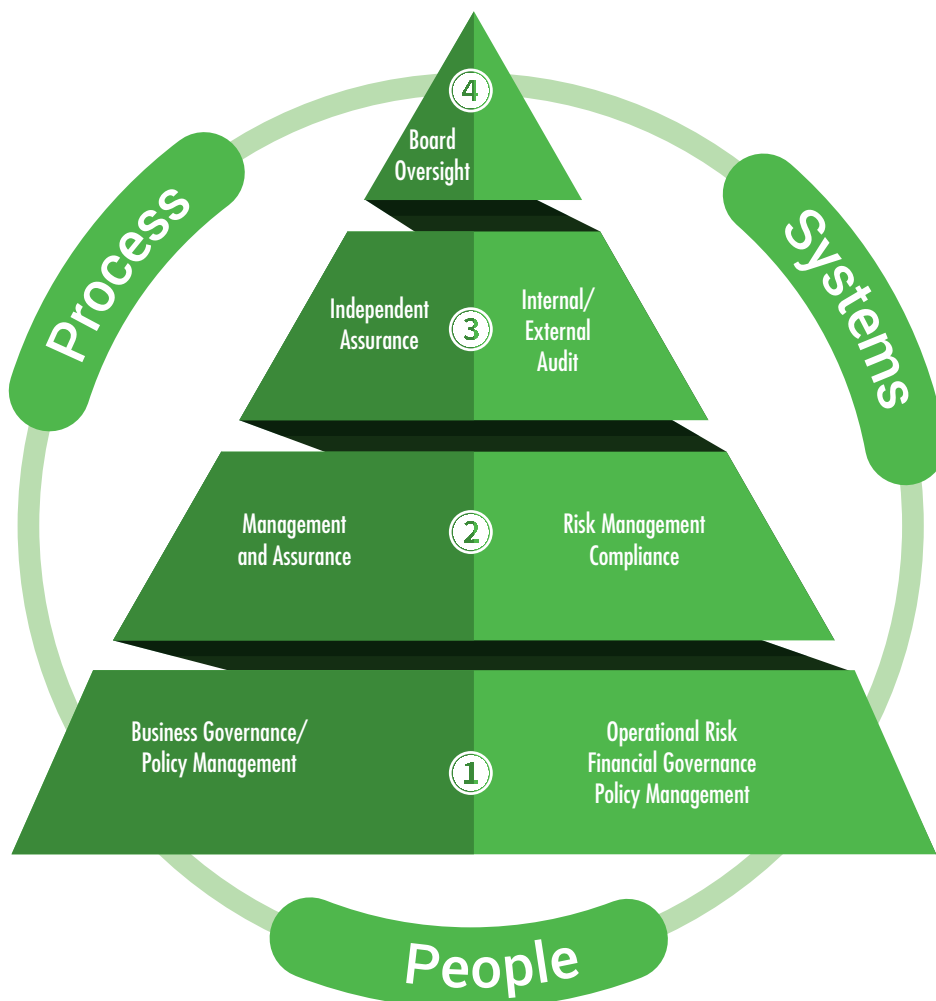 4
Board
Oversight
Process
Systems
Independent
Assurance
3
Internal/
External
Audit
Management
and Assurance
2
Risk Management
Compliance
Business Governance/
Policy Management
1
Operational Risk
Financial Governance
Policy Management
People